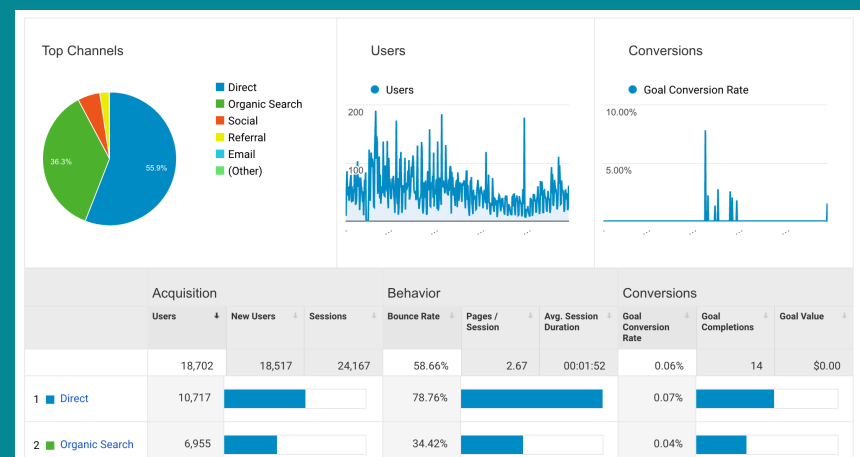 Top Channels
Direct
Organic Search
Social
Referral
Email
(Other)
36.3%
55.9%
Users
Users
200
100
Conversions
Goal Conversion Rate
10.00%
5.00%
Acquisition Behavior Conversions
Users New Users Sessions Bounce Rate Pages / Session Avg. Session Duration Goal Conversion Rate Goal Completions Goal Value
18,702 18,517 24,167 58.66% 2.67 00:01:52 0.06% 14 $0.00
1 Direct 10,717 78.76% 0.07%
2 Organic Search 6,955 34.42% 0.04%